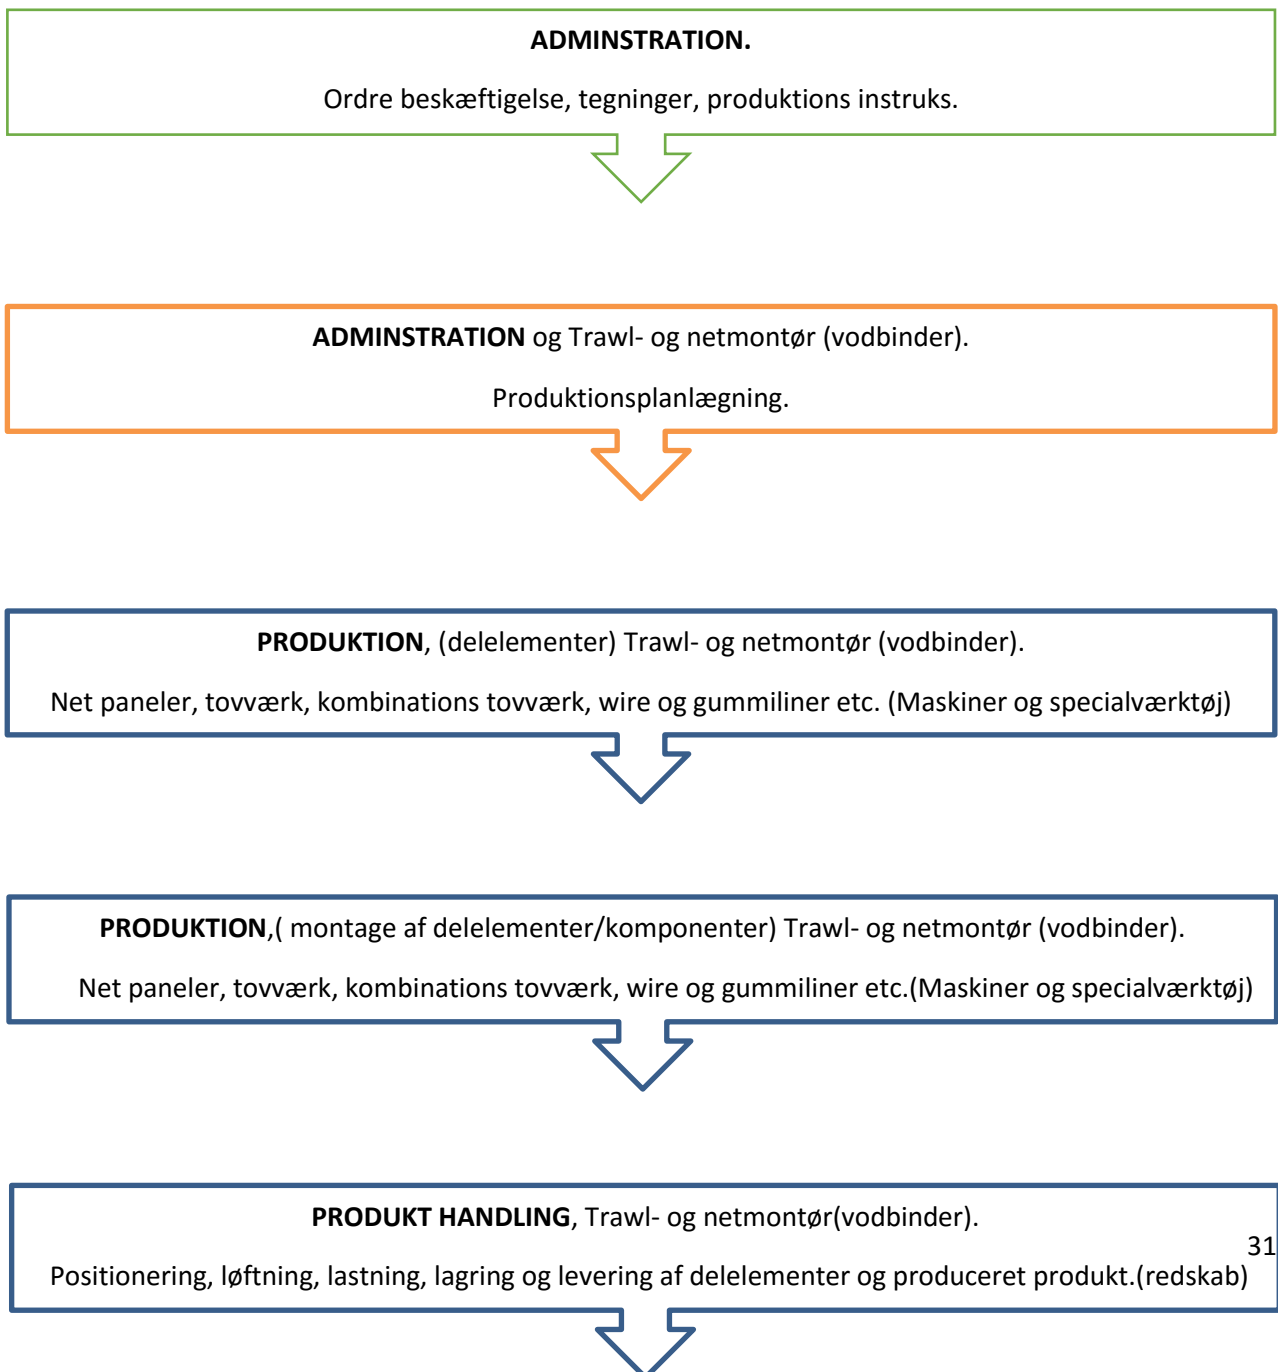 ADMINSTRATION.
Ordre beskæftigelse, tegninger, produktions instruks.
ADMINSTRATION og Trawl- og netmontør (vodbinder).
Produktionsplanlægning.
PRODUKTION, (delelementer) Trawl- og netmontør (vodbinder).
Net paneler, tovværk, kombinations tovværk, wire og gummiliner etc. (Maskiner og specialværktøj)
PRODUKTION,( montage af delelementer/komponenter) Trawl- og netmontør (vodbinder).
Net paneler, tovværk, kombinations tovværk, wire og gummiliner etc.(Maskiner og specialværktøj)
PRODUKT HANDLING, Trawl- og netmontør(vodbinder).
31
Positionering, løftning, lastning, lagring og levering af delelementer og produceret produkt.(redskab)